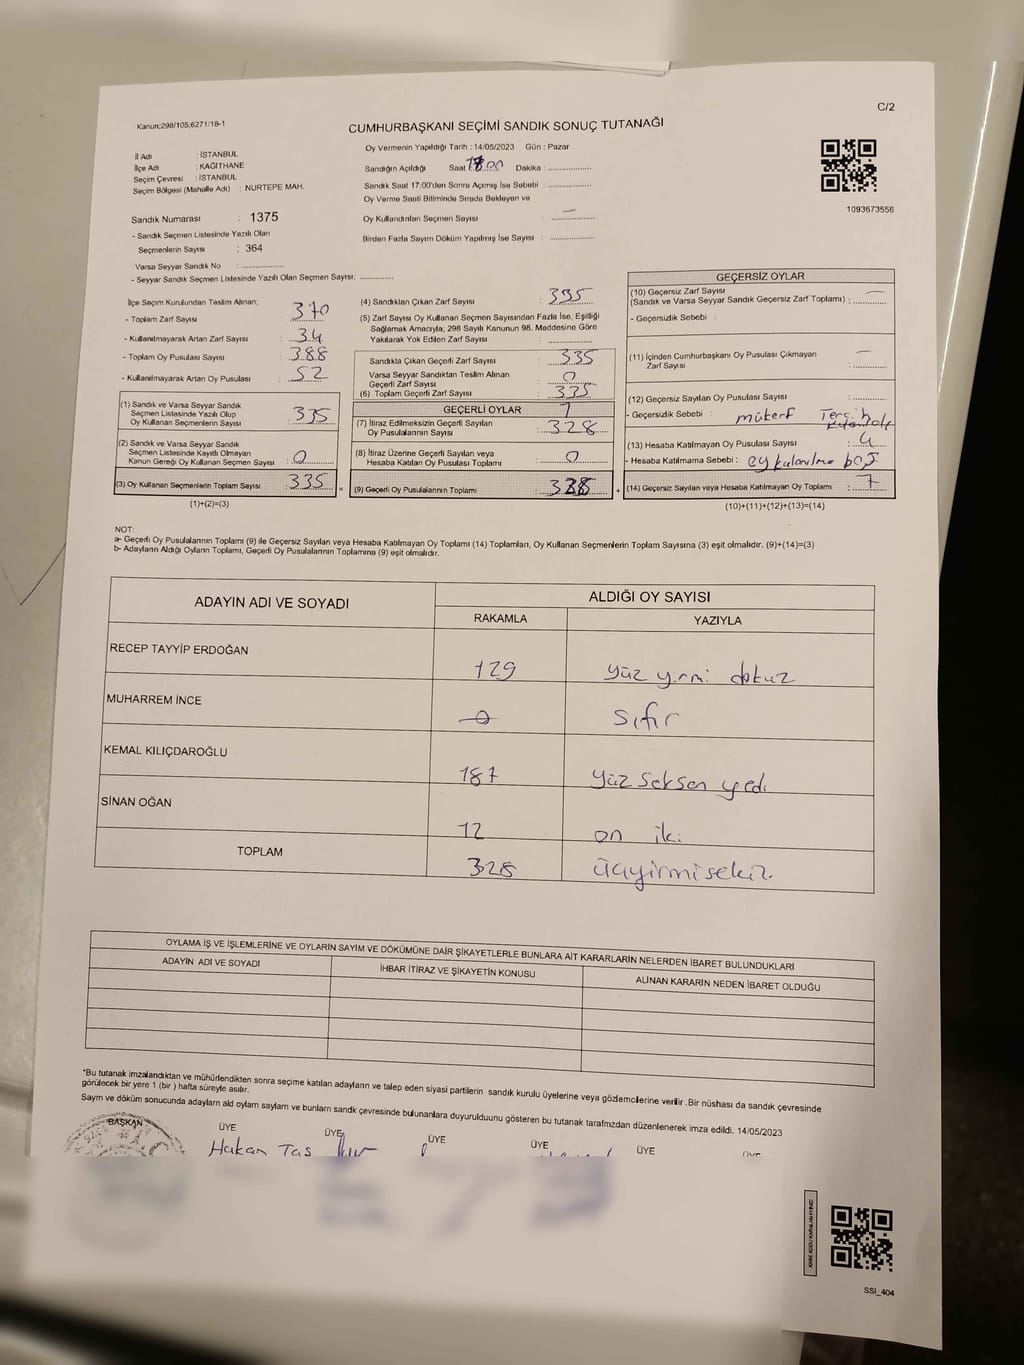 C/2
Kanun;298/105;6271/18-1
CUMHURBAŞKANI SEÇİMİ SANDIK SONUÇ TUTANAĞI
İl Adı : İSTANBUL
İlçe Adı : KAĞITHANE
Seçim Çevresi : İSTANBUL
Seçim Bölgesi (Mahalle Adı) : NURTEPE MAH.
Oy Vermenin Yapıldığı Tarih : 14/05/2023 Gün : Pazar
Sandığın Açıldığı Saat Dakika : ..............
Sandık Saat 17:00'den Sonra Açımış İse Sebebi : ..............
Oy Verme Saati Bitiminde Sırada Bekleyen ve
Oy Kullandırılan Seçmen Sayısı : —
Birden Fazla Sayım Döküm Yapılmış İse Sayısı : ..............
1093673556
Sandık Numarası : 1375
- Sandık Seçmen Listesinde Yazılı Olan
Seçmenlerin Sayısı : 364
Varsa Seyyar Sandık No : ..............
- Seyyar Sandık Seçmen Listesinde Yazılı Olan Seçmen Sayısı: ............
İlçe Seçim Kurulundan Teslim Alınan;
- Toplam Zarf Sayısı : 370
- Kullanılmayarak Artan Zarf Sayısı : 34
- Toplam Oy Pusulası Sayısı : 388
- Kullanılmayarak Artan Oy Pusulası : 52
(1) Sandık ve Varsa Seyyar Sandık
Seçmen Listesinde Yazılı Olup
Oy Kullanan Seçmenlerin Sayısı : 335
(2) Sandık ve Varsa Seyyar Sandık
Seçmen Listesinde Kayıtlı Olmayan
Kanun Gereği Oy Kullanan Seçmen Sayısı : 0
(3) Oy Kullanan Seçmenlerin Toplam Sayısı : 335
(1)+(2)=(3)
(4) Sandıktan Çıkan Zarf Sayısı : 335
(5) Zarf Sayısı Oy Kullanan Seçmen Sayısından Fazla İse, Eşitliği
Sağlamak Amacıyla; 298 Sayılı Kanunun 98. Maddesine Göre
Yakılarak Yok Edilen Zarf Sayısı : ..............
Sandıkta Çıkan Geçerli Zarf Sayısı : 335
Varsa Seyyar Sandıktan Teslim Alınan
Geçerli Zarf Sayısı : 0
(6) Toplam Geçerli Zarf Sayısı : 335
GEÇERLİ OYLAR
7
(7) İtiraz Edilmeksizin Geçerli Sayılan
Oy Pusulalarının Sayısı : 328
(8) İtiraz Üzerine Geçerli Sayılan veya
Hesaba Katılan Oy Pusulası Toplamı : 0
(9) Geçerli Oy Pusulalarının Toplamı : 328
GEÇERSİZ OYLAR
(10) Geçersiz Zarf Sayısı
(Sandık ve Varsa Seyyar Sandık Geçersiz Zarf Toplamı) : —
- Geçersizlik Sebebi :
(11) İçinden Cumhurbaşkanı Oy Pusulası Çıkmayan
Zarf Sayısı : —
(12) Geçersiz Sayılan Oy Pusulası Sayısı : ............
- Geçersizlik Sebebi :
(13) Hesaba Katılmayan Oy Pusulası Sayısı : 4
- Hesaba Katılmama Sebebi :
(14) Geçersiz Sayılan veya Hesaba Katılmayan Oy Toplamı : 7
(10)+(11)+(12)+(13)=(14)
NOT:
a- Geçerli Oy Pusulalarının Toplamı (9) ile Geçersiz Sayılan veya Hesaba Katılmayan Oy Toplamı (14) Toplamları, Oy Kullanan Seçmenlerin Toplam Sayısına (3) eşit olmalıdır. (9)+(14)=(3)
b- Adayların Aldığı Oyların Toplamı, Geçerli Oy Pusulalarının Toplamına (9) eşit olmalıdır.
ADAYIN ADI VE SOYADI
ALDIĞI OY SAYISI
RAKAMLA YAZIYLA
RECEP TAYYİP ERDOĞAN 129 yüz yirmi dokuz
MUHARREM İNCE 0 sıfır
KEMAL KILIÇDAROĞLU 187 yüz seksen yedi
SİNAN OĞAN 12 on iki
TOPLAM 328 üçyirmisekiz.
OYLAMA İŞ VE İŞLEMLERİNE VE OYLARIN SAYIM VE DÖKÜMÜNE DAİR ŞİKAYETLERLE BUNLARA AİT KARARLARIN NELERDEN İBARET BULUNDUKLARI
ADAYIN ADI VE SOYADI İHBAR İTİRAZ VE ŞİKAYETİN KONUSU ALINAN KARARIN NEDEN İBARET OLDUĞU
*Bu tutanak imzalandıktan ve mühürlendikten sonra seçime katılan adayların ve talep eden siyasi partilerin sandık kurulu üyelerine veya gözlemcilerine verilir .Bir nüshası da sandık çevresinde
görülecek bir yere 1 (bir ) hafta süreyle asılır.
Sayım ve döküm sonucunda adayların ald oylam saylam ve bunların sandk çevresinde bulunanlara duyurulduunu gösteren bu tutanak tarafmzdan düzenlenerek imza edildi. 14/05/2023
BAŞKAN ÜYE ÜYE ÜYE ÜYE ÜYE
Hakan Tas
SSI_404